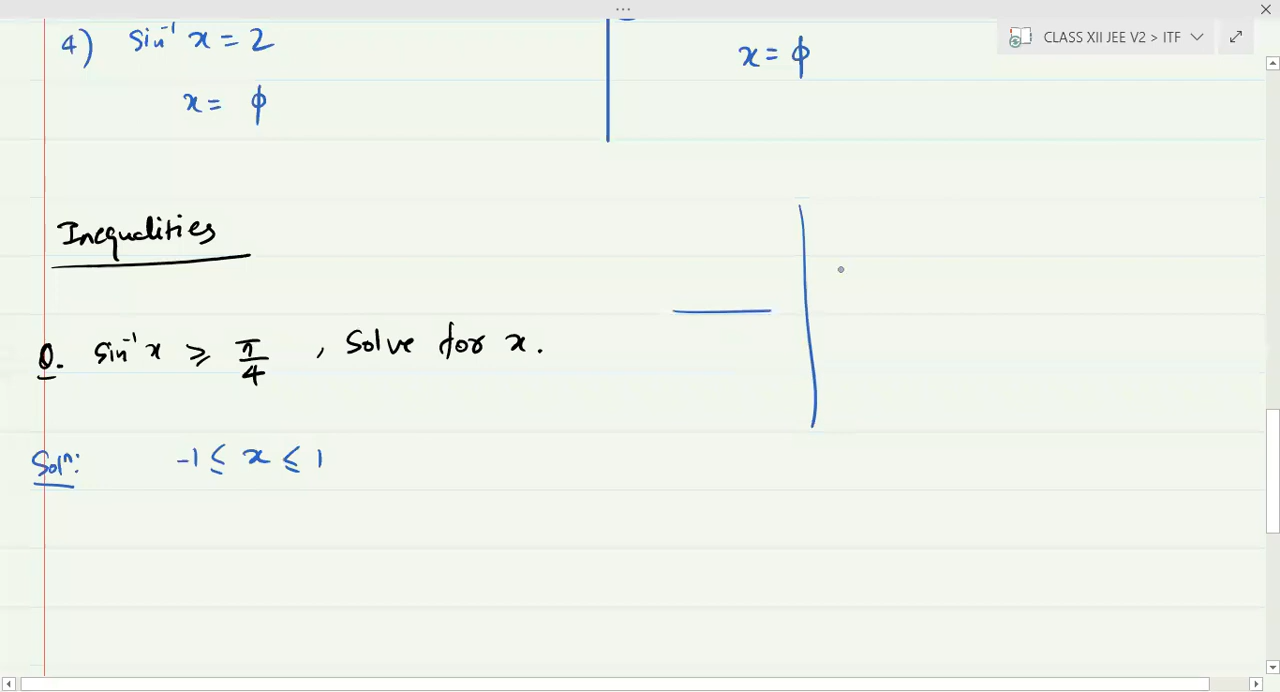 ...
CLASS XII JEE V2 > ITF
4) sin⁻¹ x = 2
x = ϕ
x = ϕ
Inequalities
Q. sin⁻¹ x ≥ π/4 , Solve for x.
Solⁿ: -1 ≤ x ≤ 1